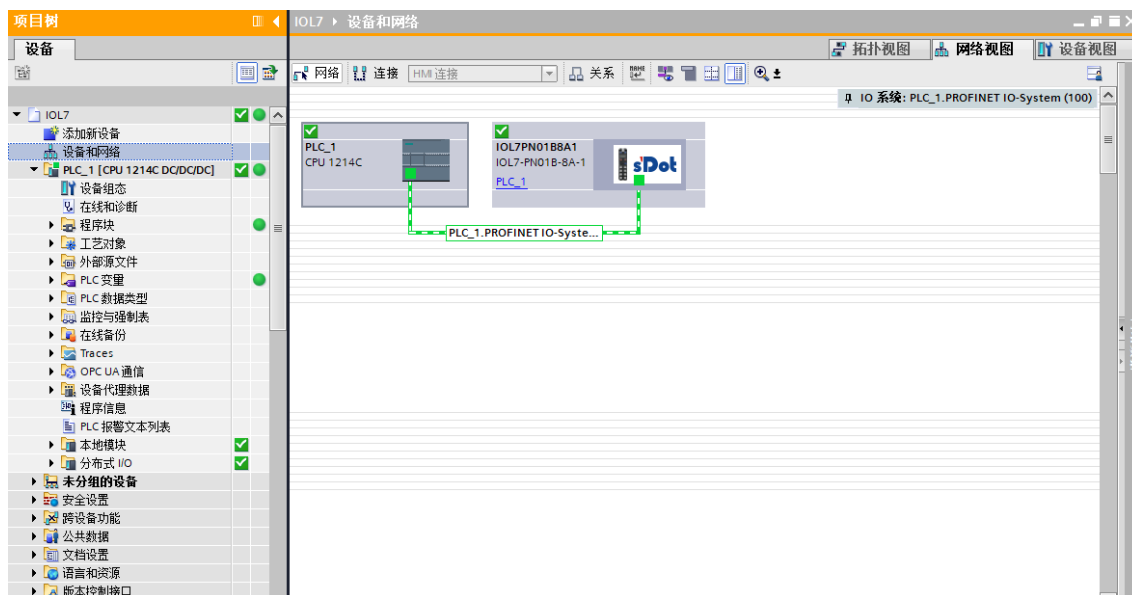 项目树
IOL7 ▸ 设备和网络
设备
拓扑视图
网络视图
设备视图
网络
连接
HMI 连接
关系
IO 系统: PLC_1.PROFINET IO-System (100)
IOL7
添加新设备
设备和网络
PLC_1 [CPU 1214C DC/DC/DC]
设备组态
在线和诊断
程序块
工艺对象
外部源文件
PLC 变量
PLC 数据类型
监控与强制表
在线备份
Traces
OPC UA 通信
设备代理数据
程序信息
PLC 报警文本列表
本地模块
分布式 I/O
未分组的设备
安全设置
跨设备功能
公共数据
文档设置
语言和资源
版本控制接口
PLC_1
CPU 1214C
IOL7PN01B8A1
IOL7-PN01B-8A-1
PLC_1
s'Dot
PLC_1.PROFINET IO-Syste...